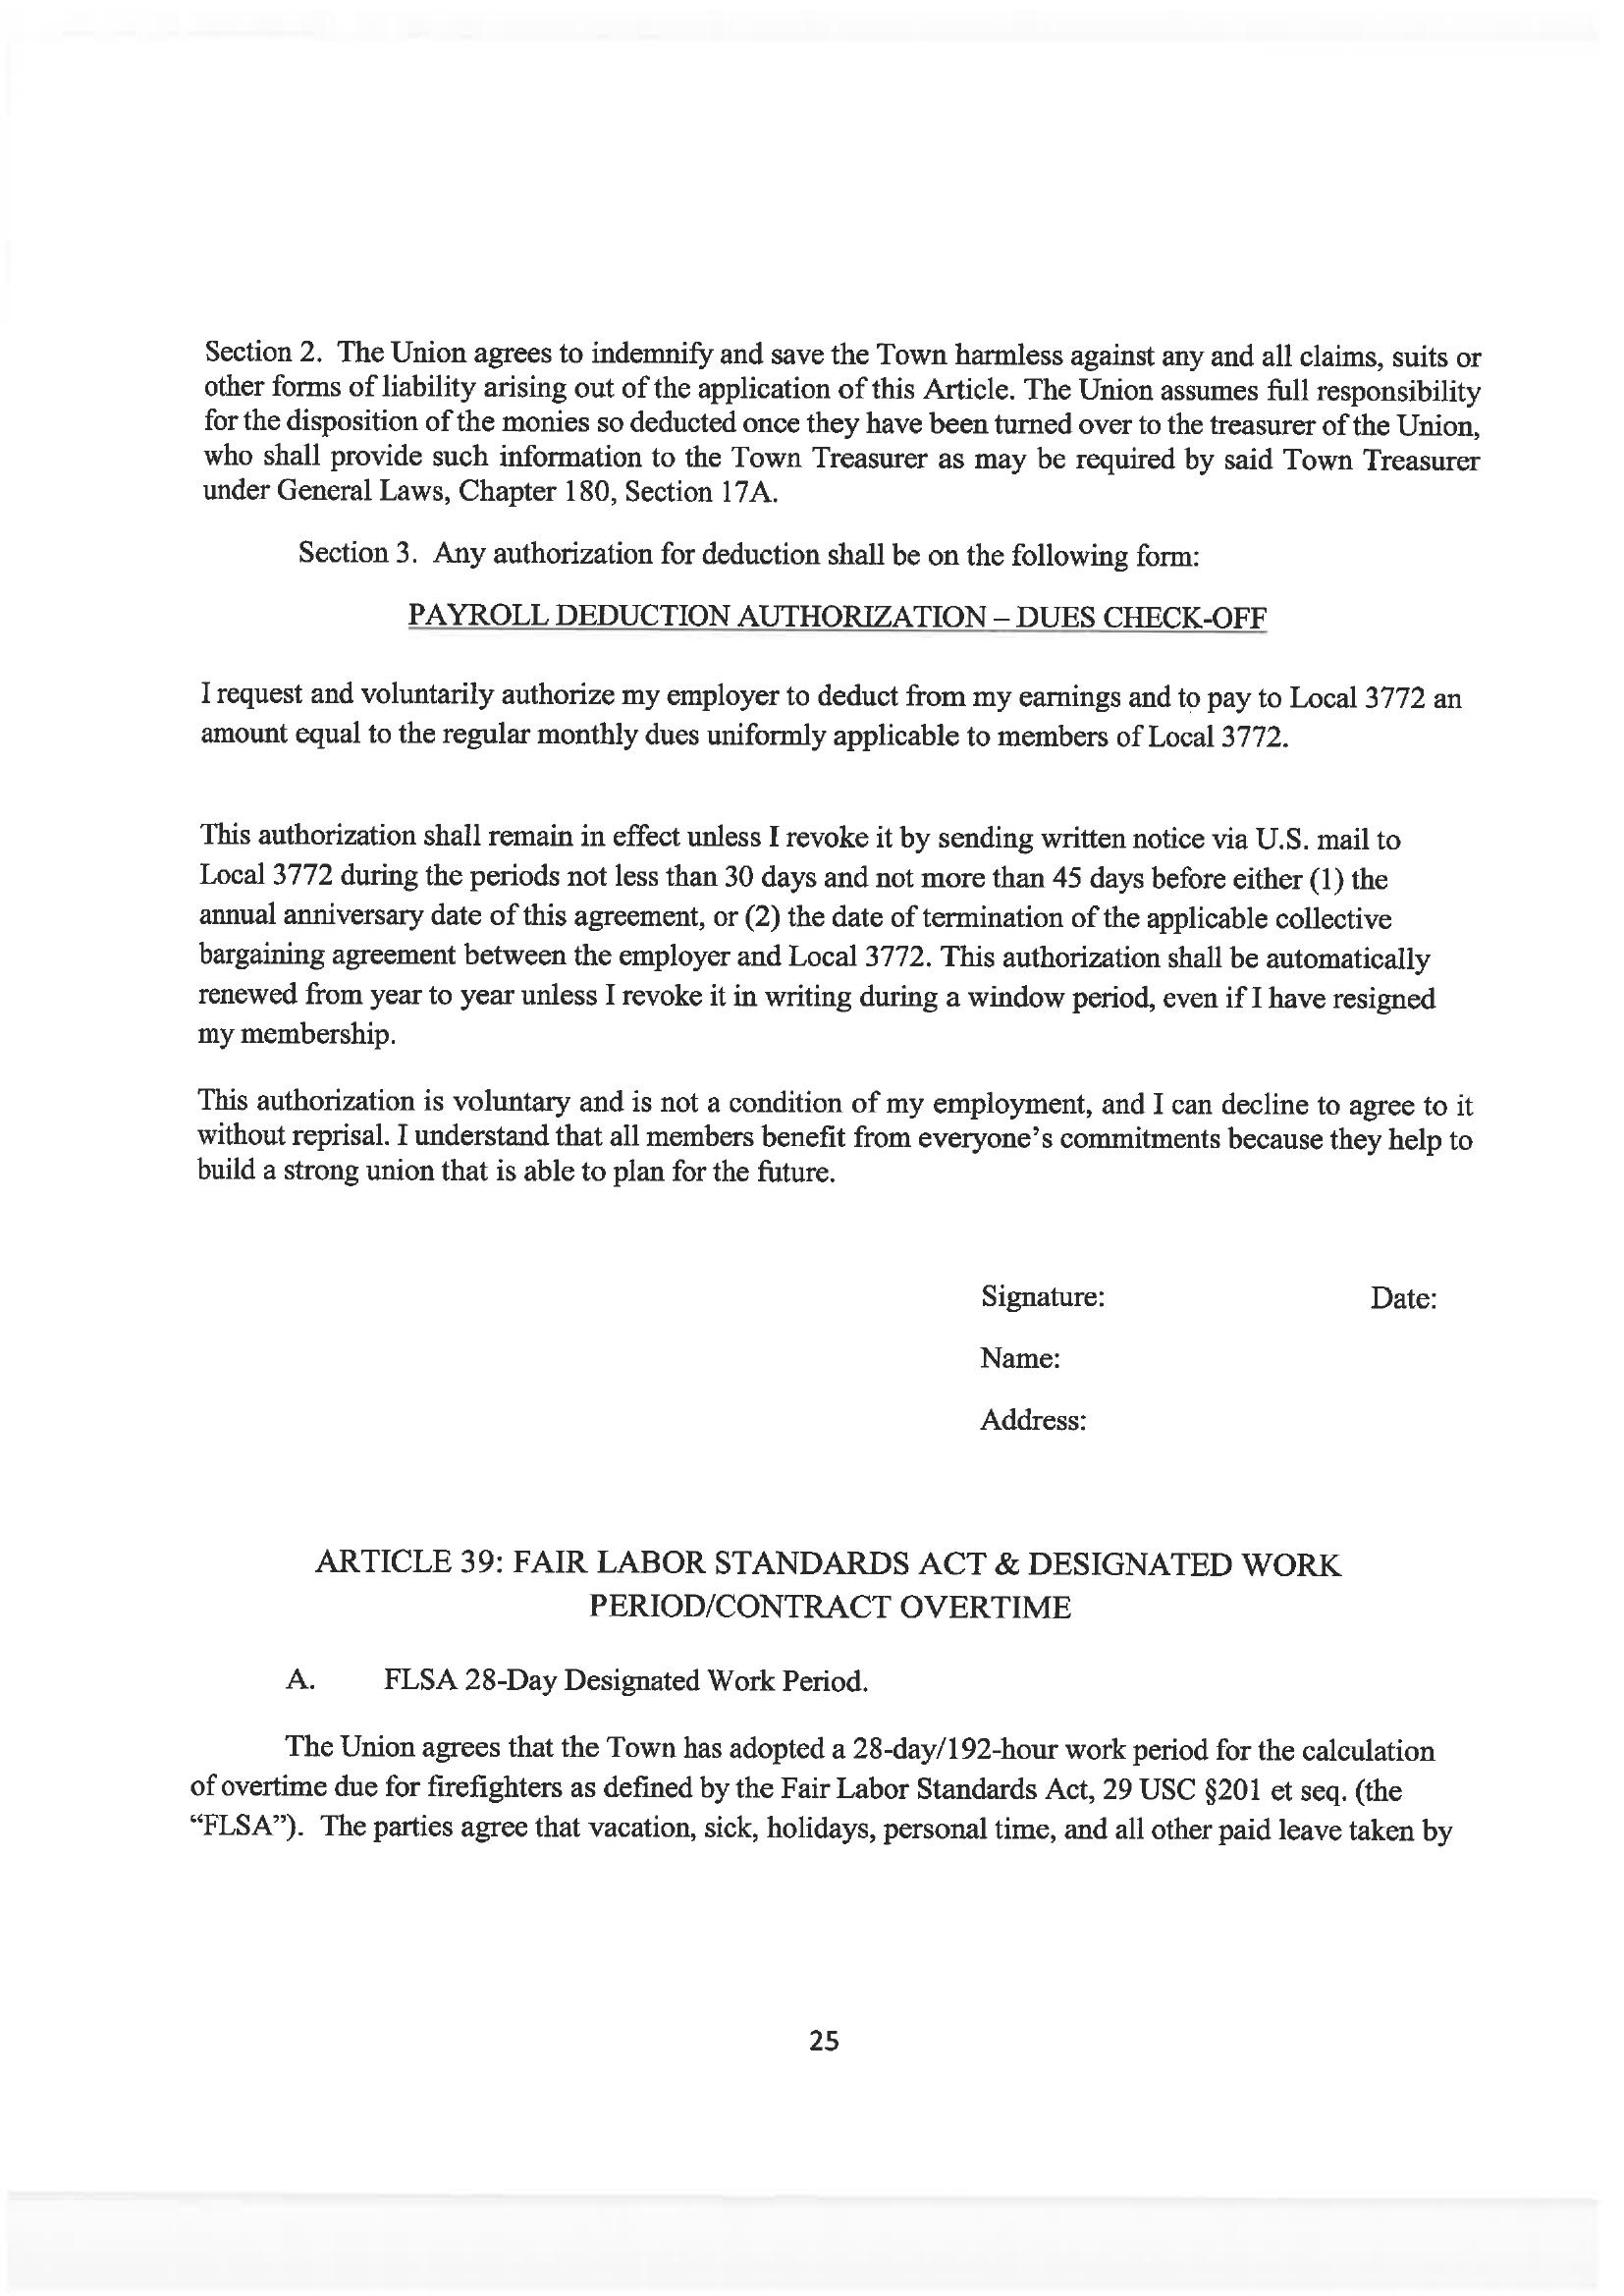 Section 2. The Union agrees to indemnify and save the Town harmless against any and all claims, suits or
other forms of liability arising out of the application of this Article. The Union assumes full responsibility
for the disposition of the monies so deducted once they have been turned over to the treasurer of the Union,
who shall provide such information to the Town Treasurer as may be required by said Town Treasurer
under General Laws, Chapter 180, Section 17A.
Section 3. Any authorization for deduction shall be on the following form:
PAYROLL DEDUCTION AUTHORIZATION – DUES CHECK-OFF
I request and voluntarily authorize my employer to deduct from my earnings and to pay to Local 3772 an
amount equal to the regular monthly dues uniformly applicable to members of Local 3772.
This authorization shall remain in effect unless I revoke it by sending written notice via U.S. mail to
Local 3772 during the periods not less than 30 days and not more than 45 days before either (1) the
annual anniversary date of this agreement, or (2) the date of termination of the applicable collective
bargaining agreement between the employer and Local 3772. This authorization shall be automatically
renewed from year to year unless I revoke it in writing during a window period, even if I have resigned
my membership.
This authorization is voluntary and is not a condition of my employment, and I can decline to agree to it
without reprisal. I understand that all members benefit from everyone’s commitments because they help to
build a strong union that is able to plan for the future.
Signature: Date:
Name:
Address:
ARTICLE 39: FAIR LABOR STANDARDS ACT & DESIGNATED WORK
PERIOD/CONTRACT OVERTIME
A. FLSA 28-Day Designated Work Period.
The Union agrees that the Town has adopted a 28-day/192-hour work period for the calculation
of overtime due for firefighters as defined by the Fair Labor Standards Act, 29 USC §201 et seq. (the
“FLSA”). The parties agree that vacation, sick, holidays, personal time, and all other paid leave taken by
25